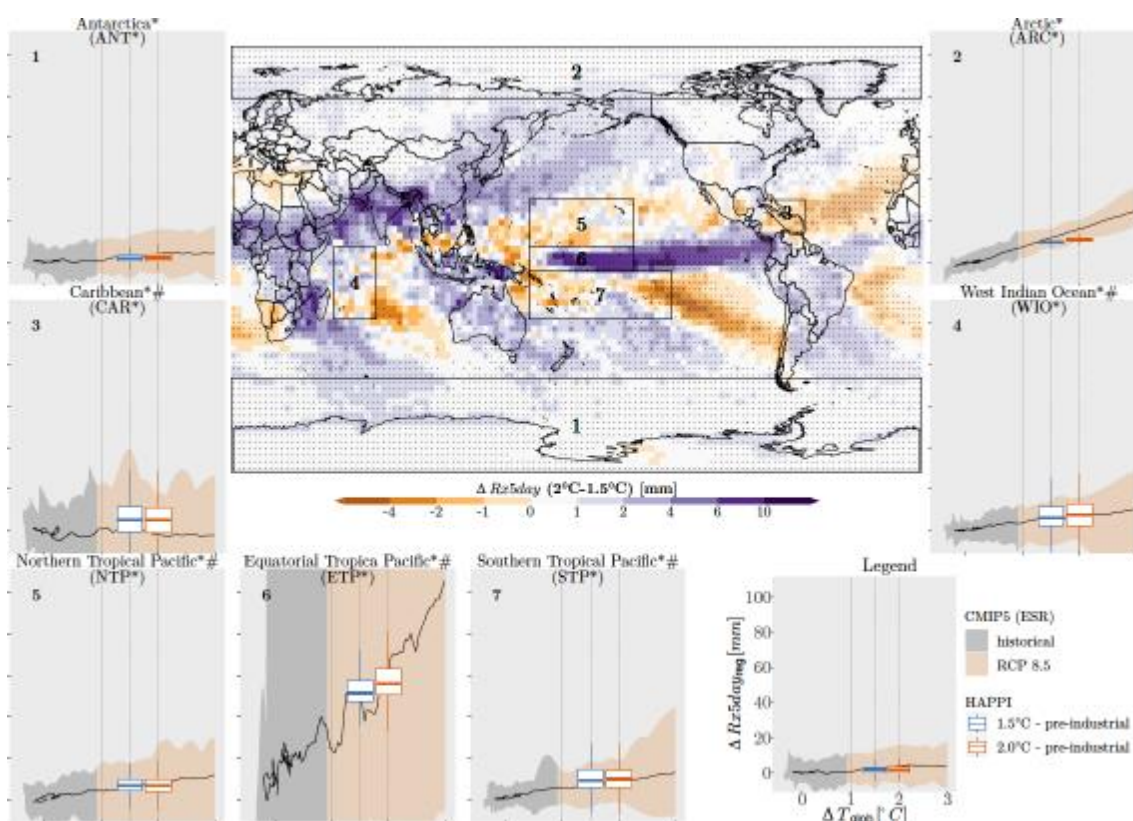 Antarctica*
(ANT*)
1
Arctic*
(ARC*)
2
2
5
3
6
4
7
1
Δ Rx5day (2°C-1.5°C) [mm]
-4 -2 -1 0 1 2 4 6 10
Caribbean*#
(CAR*)
3
West Indian Ocean*#
(WIO*)
4
Northern Tropical Pacific*#
(NTP*)
5
Equatorial Tropica Pacific*#
(ETP*)
6
Southern Tropical Pacific*#
(STP*)
7
Legend
Δ Rx5day [mm]
100
80
60
40
20
0
0 1 2 3
Δ T [°C]
CMIP5 (ESR)
historical
RCP 8.5
HAPPI
1.5°C - pre-industrial
2.0°C - pre-industrial